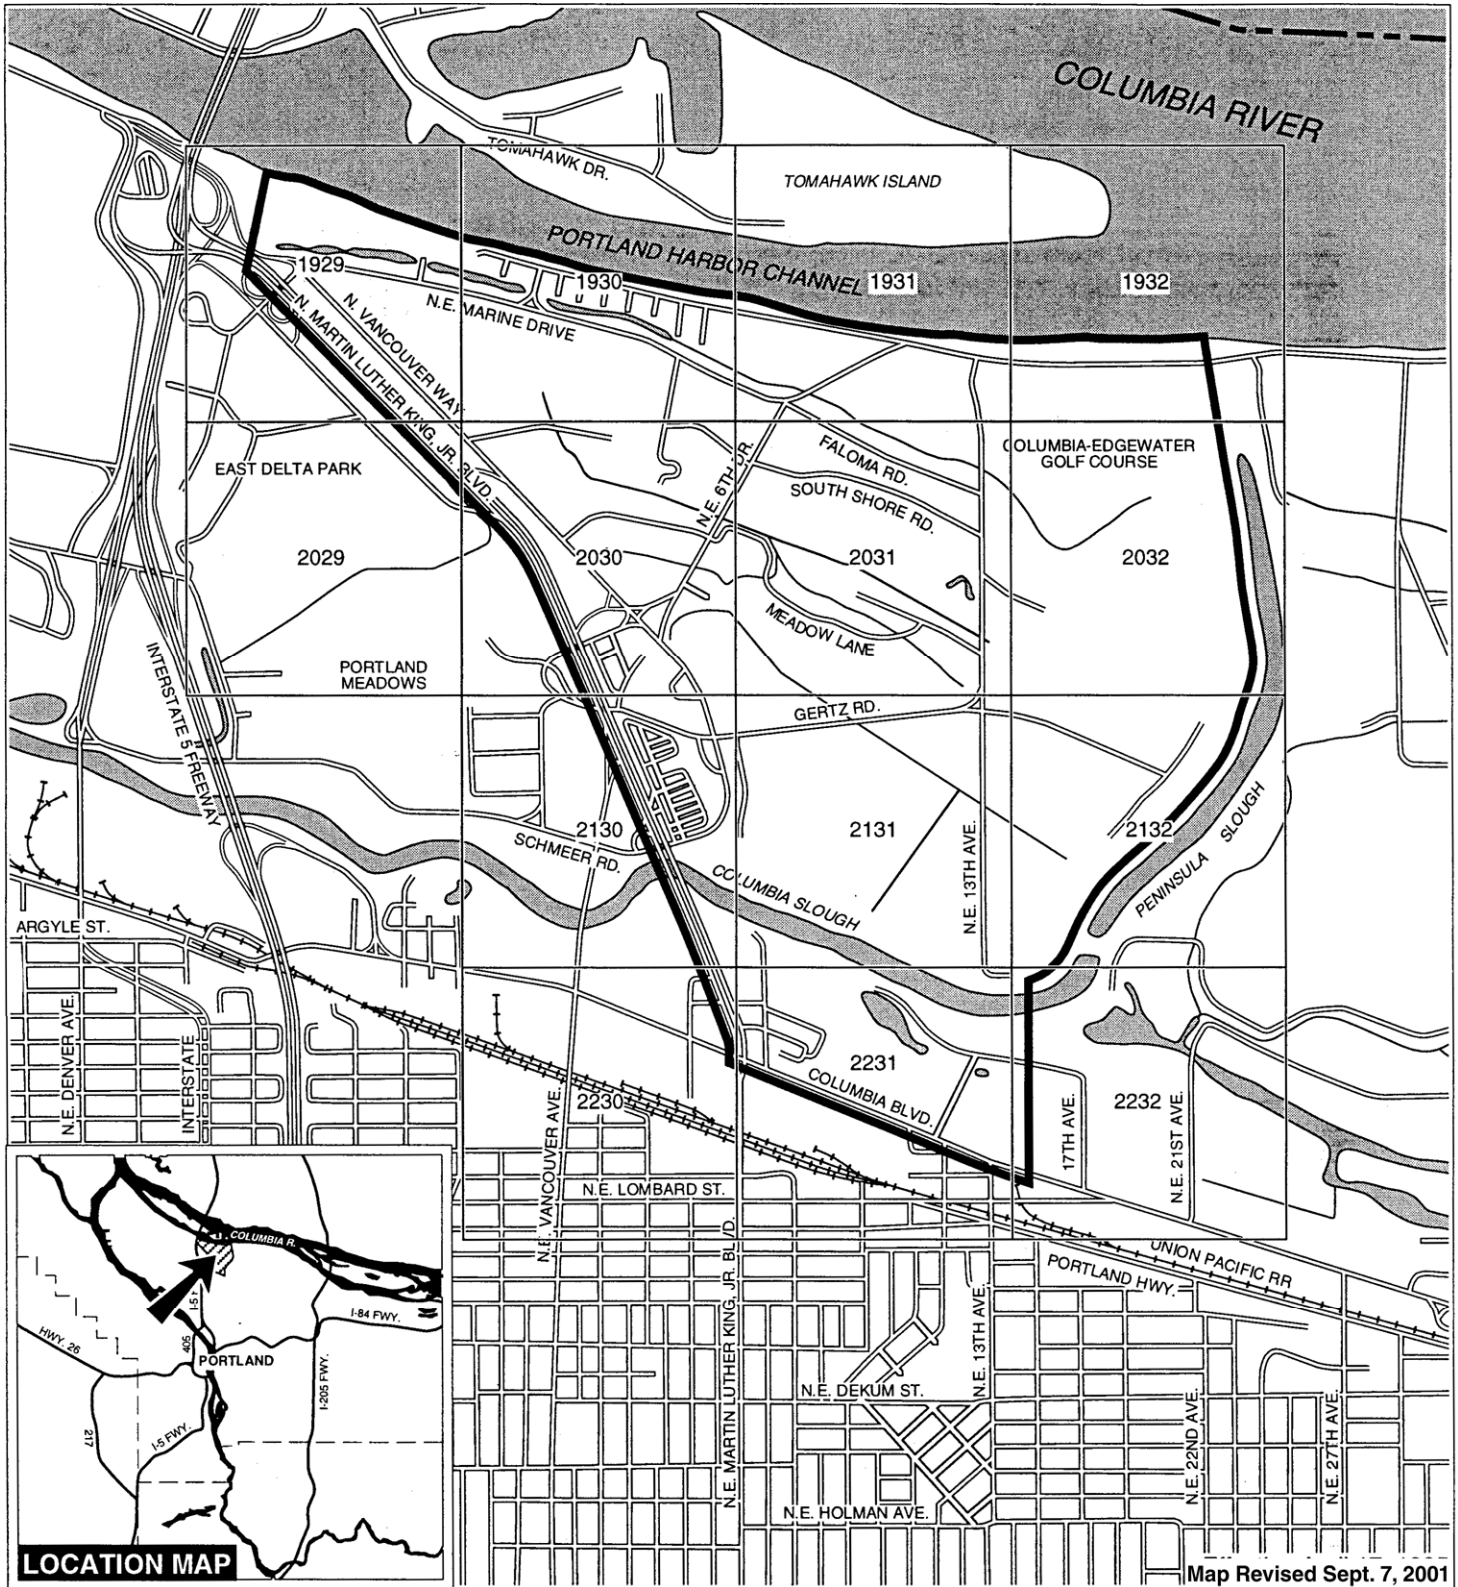 COLUMBIA RIVER
TOMAHAWK DR.
TOMAHAWK ISLAND
PORTLAND HARBOR CHANNEL
1929
1930
1931
1932
N. VANCOUVER WAY
N.E. MARINE DRIVE
N. MARTIN LUTHER KING, JR. BLVD.
EAST DELTA PARK
N.E. 6TH DR.
FALOMA RD.
SOUTH SHORE RD.
COLUMBIA-EDGEWATER
GOLF COURSE
2029
2030
2031
2032
MEADOW LANE
PORTLAND
MEADOWS
INTERSTATE 5 FREEWAY
GERTZ RD.
2130
2131
2132
SCHMEER RD.
COLUMBIA SLOUGH
N.E. 13TH AVE.
PENINSULA SLOUGH
ARGYLE ST.
N.E. DENVER AVE.
INTERSTATE
2230
2231
2232
COLUMBIA BLVD.
17TH AVE.
N.E. 21ST AVE.
N.E. VANCOUVER AVE.
N.E. LOMBARD ST.
N.E. MARTIN LUTHER KING, JR. BLVD.
UNION PACIFIC RR
PORTLAND HWY.
N.E. 13TH AVE.
N.E. DEKUM ST.
N.E. 22ND AVE.
N.E. 27TH AVE.
N.E. HOLMAN AVE.
COLUMBIA R.
I-5
I-84 FWY.
HWY. 26
405
PORTLAND
I-205 FWY.
217
I-5 FWY.
LOCATION MAP
Map Revised Sept. 7, 2001